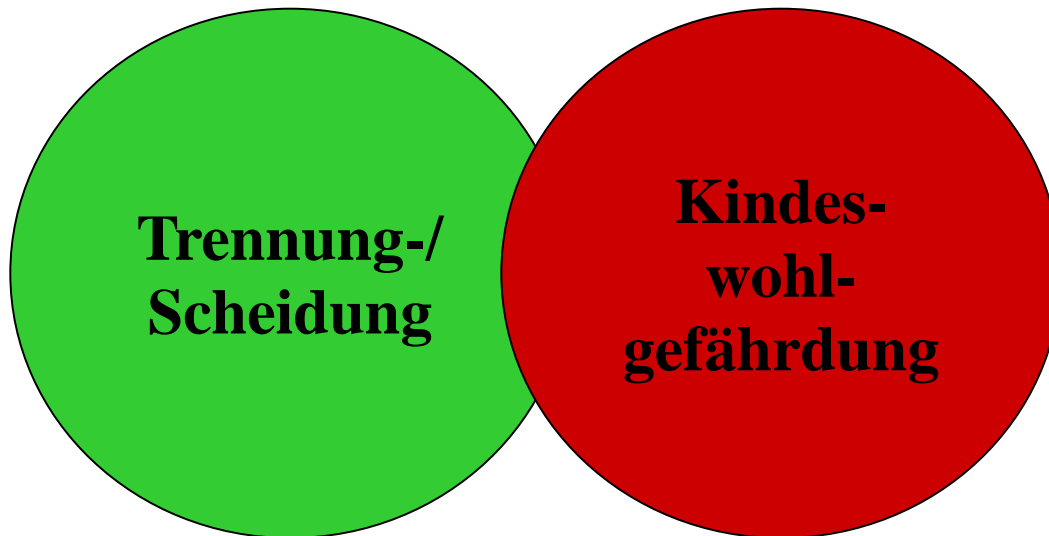 Trennung-/
Scheidung
Kindes-
wohl-
gefährdung